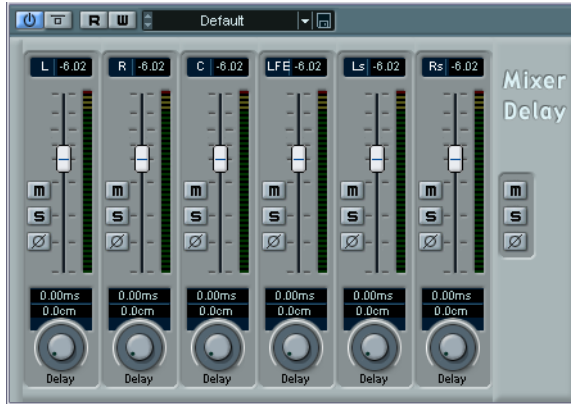 R W Default
L -6.02 R -6.02 C -6.02 LFE -6.02 Ls -6.02 Rs -6.02
Mixer
Delay
m m m m m m m
S S S S S S S
Ø Ø Ø Ø Ø Ø Ø
0.00ms 0.00ms 0.00ms 0.00ms 0.00ms 0.00ms
0.0cm 0.0cm 0.0cm 0.0cm 0.0cm 0.0cm
Delay Delay Delay Delay Delay Delay